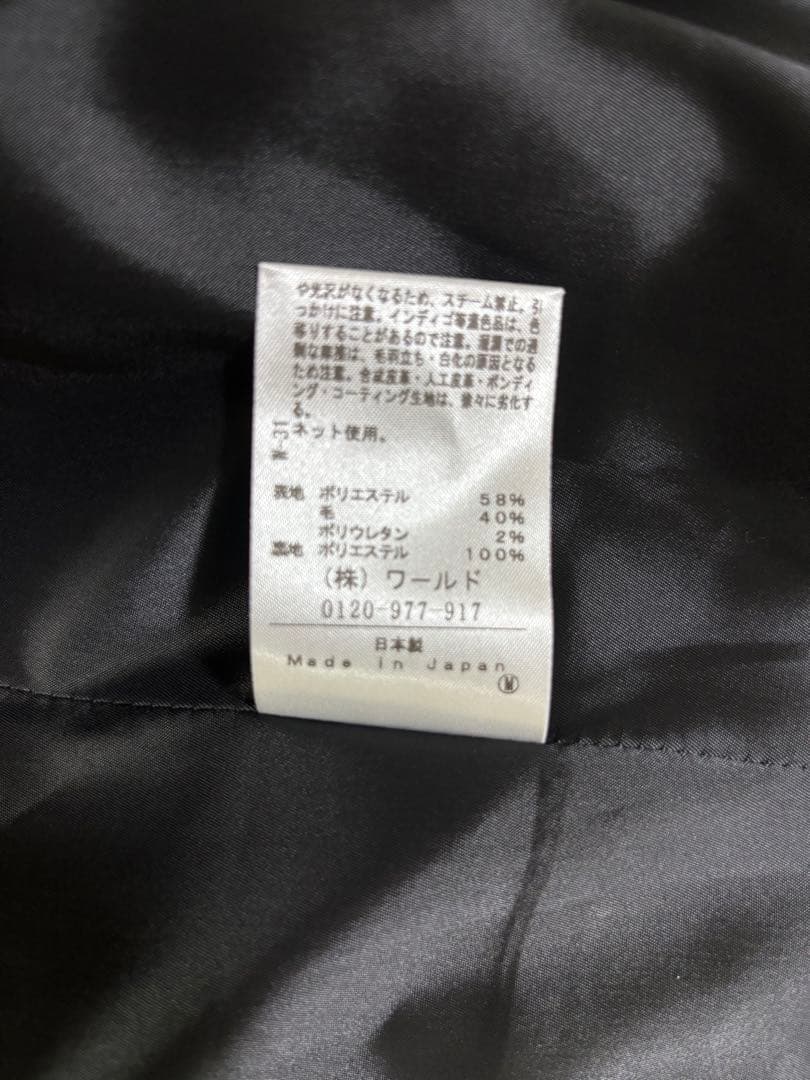 や光沢がなくなるため、スチーム禁止。引
っかけに注意。インディゴ等濃色品は、色
移りすることがあるので注意。湿潤での過
剰な摩擦は、毛羽立ち・白化の原因となる
ため注意。合成皮革・人工皮革・ボンディ
ング・コーティング生地は、徐々に劣化す
る。
ネット使用。
表地 ポリエステル 58%
毛 40%
ポリウレタン 2%
裏地 ポリエステル 100%
(株)ワールド
0120-977-917
日本製
Made in Japan
Ⓜ